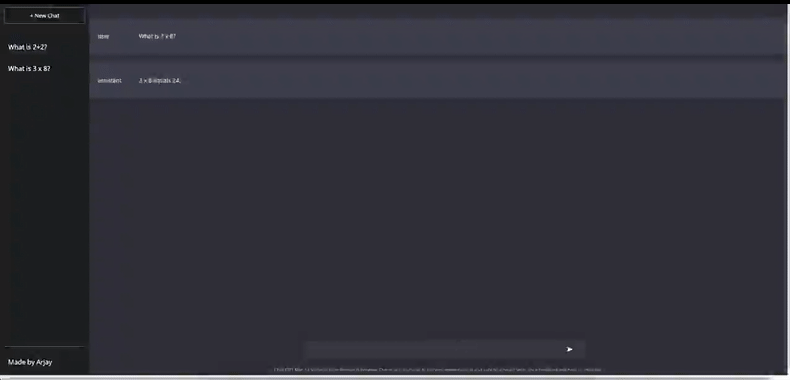 + New Chat
What is 2+2?
What is 3 x 8?
Made by Arjay
user
What is 3 x 8?
assistant
3 x 8 equals 24.
➤